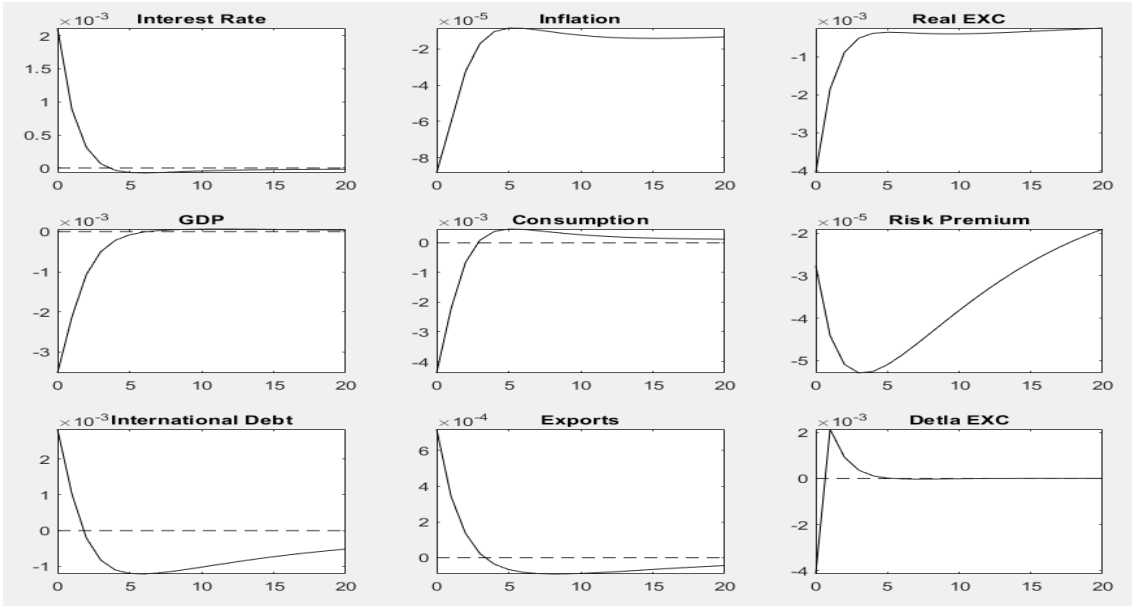 ×10⁻³ Interest Rate
2
1.5
1
0.5
0
0 5 10 15 20
×10⁻⁵ Inflation
-2
-4
-6
-8
0 5 10 15 20
×10⁻³ Real EXC
-1
-2
-3
-4
0 5 10 15 20
×10⁻³ GDP
0
-1
-2
-3
0 5 10 15 20
×10⁻³ Consumption
0
-1
-2
-3
-4
0 5 10 15 20
×10⁻⁵ Risk Premium
-2
-3
-4
-5
0 5 10 15 20
×10⁻³ International Debt
2
1
0
-1
0 5 10 15 20
×10⁻⁴ Exports
6
4
2
0
0 5 10 15 20
×10⁻³ Detla EXC
2
0
-2
-4
0 5 10 15 20